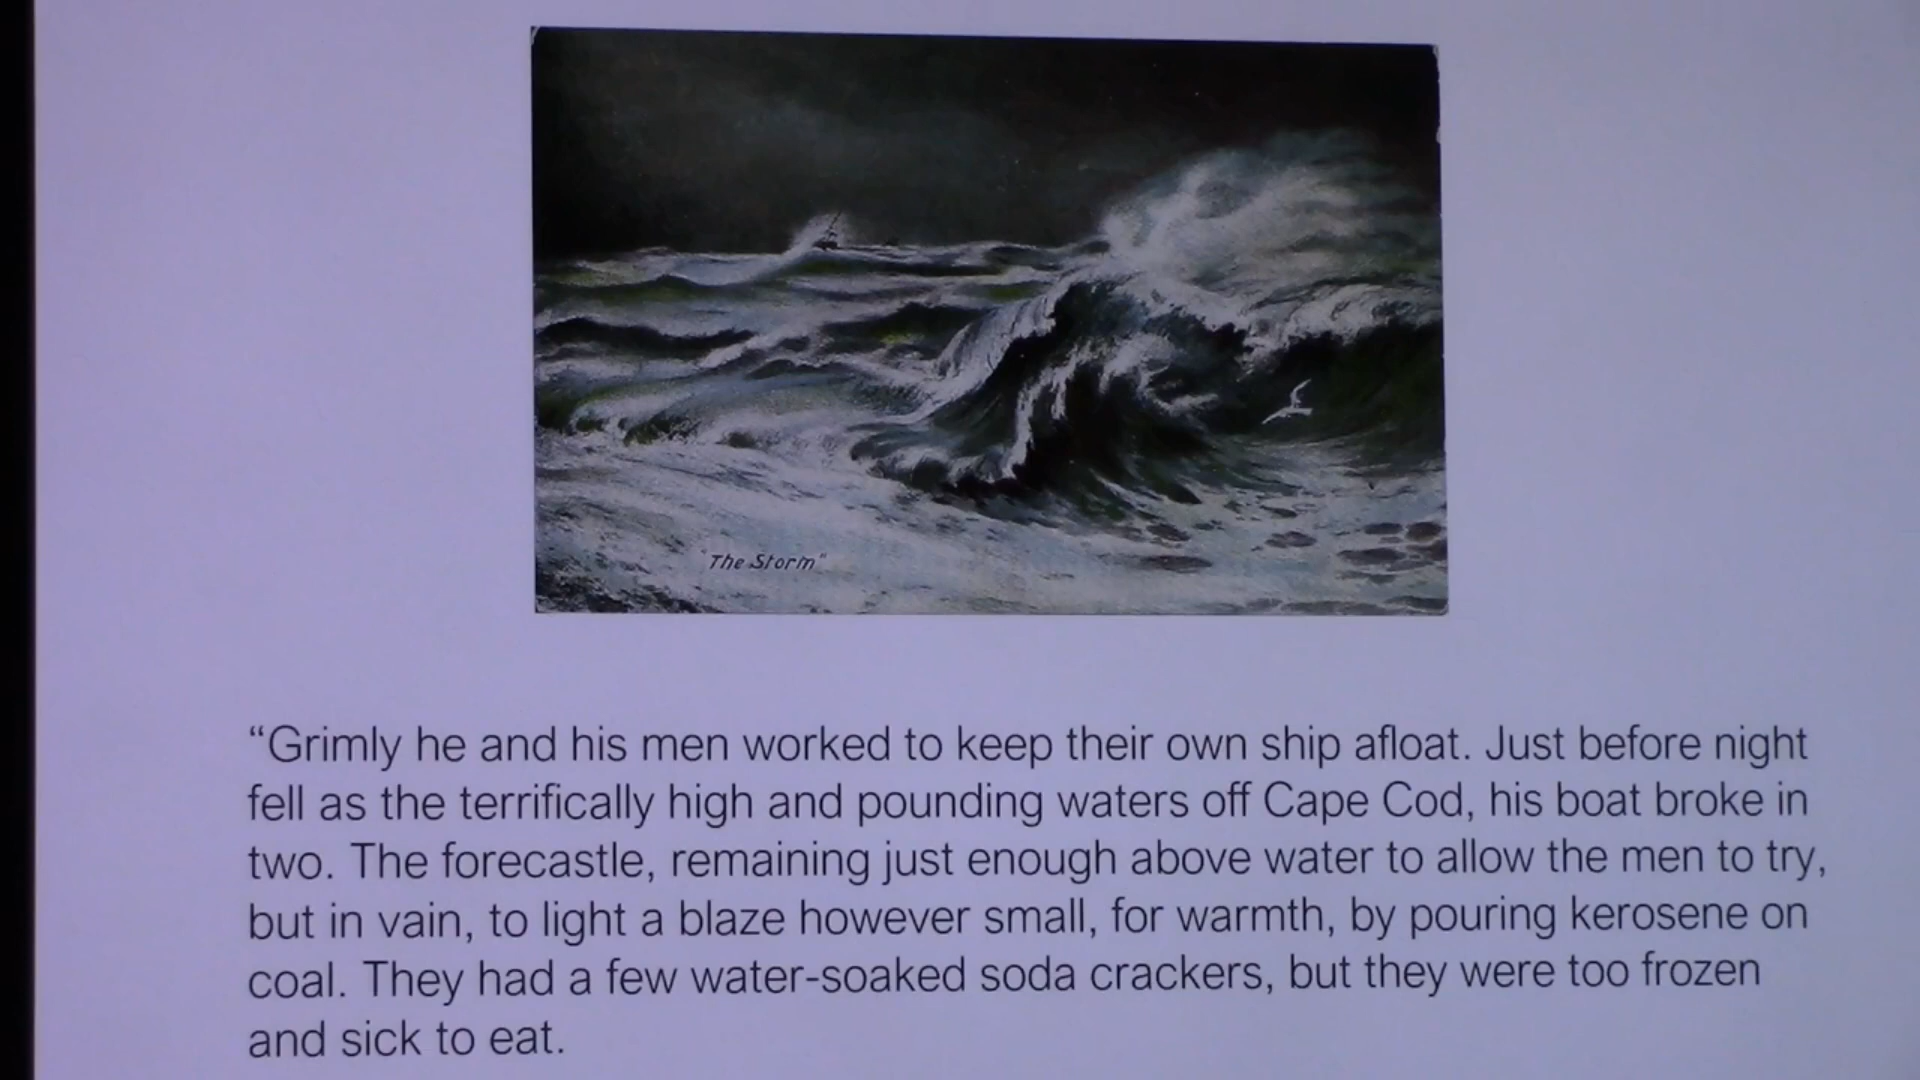 "The Storm"
“Grimly he and his men worked to keep their own ship afloat. Just before night
fell as the terrifically high and pounding waters off Cape Cod, his boat broke in
two. The forecastle, remaining just enough above water to allow the men to try,
but in vain, to light a blaze however small, for warmth, by pouring kerosene on
coal. They had a few water-soaked soda crackers, but they were too frozen
and sick to eat.